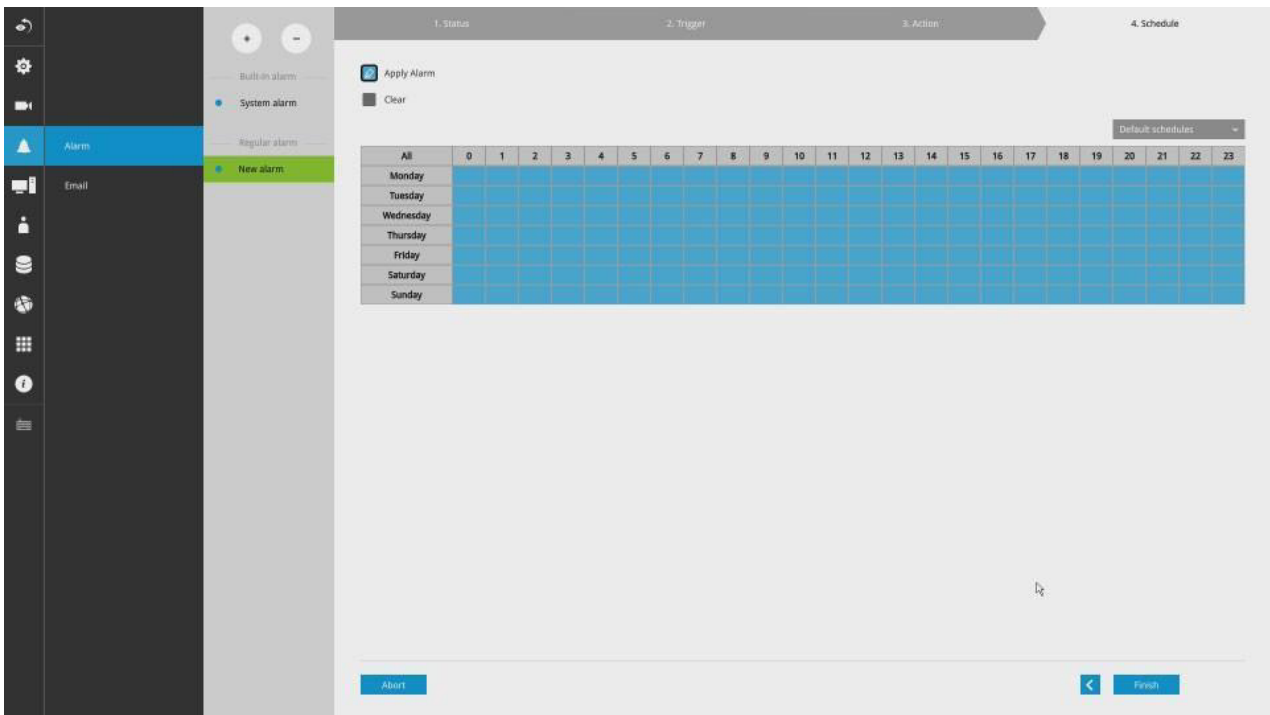 1. Status
2. Trigger
3. Action
4. Schedule
+
-
Built-in alarm
System alarm
Regular alarm
New alarm
Alarm
Email
Apply Alarm
Clear
Default schedules
All 0 1 2 3 4 5 6 7 8 9 10 11 12 13 14 15 16 17 18 19 20 21 22 23
Monday
Tuesday
Wednesday
Thursday
Friday
Saturday
Sunday
Abort
<
Finish